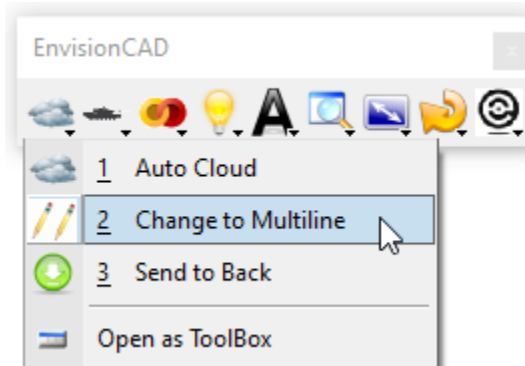 EnvisionCAD
1 Auto Cloud
2 Change to Multiline
3 Send to Back
Open as ToolBox